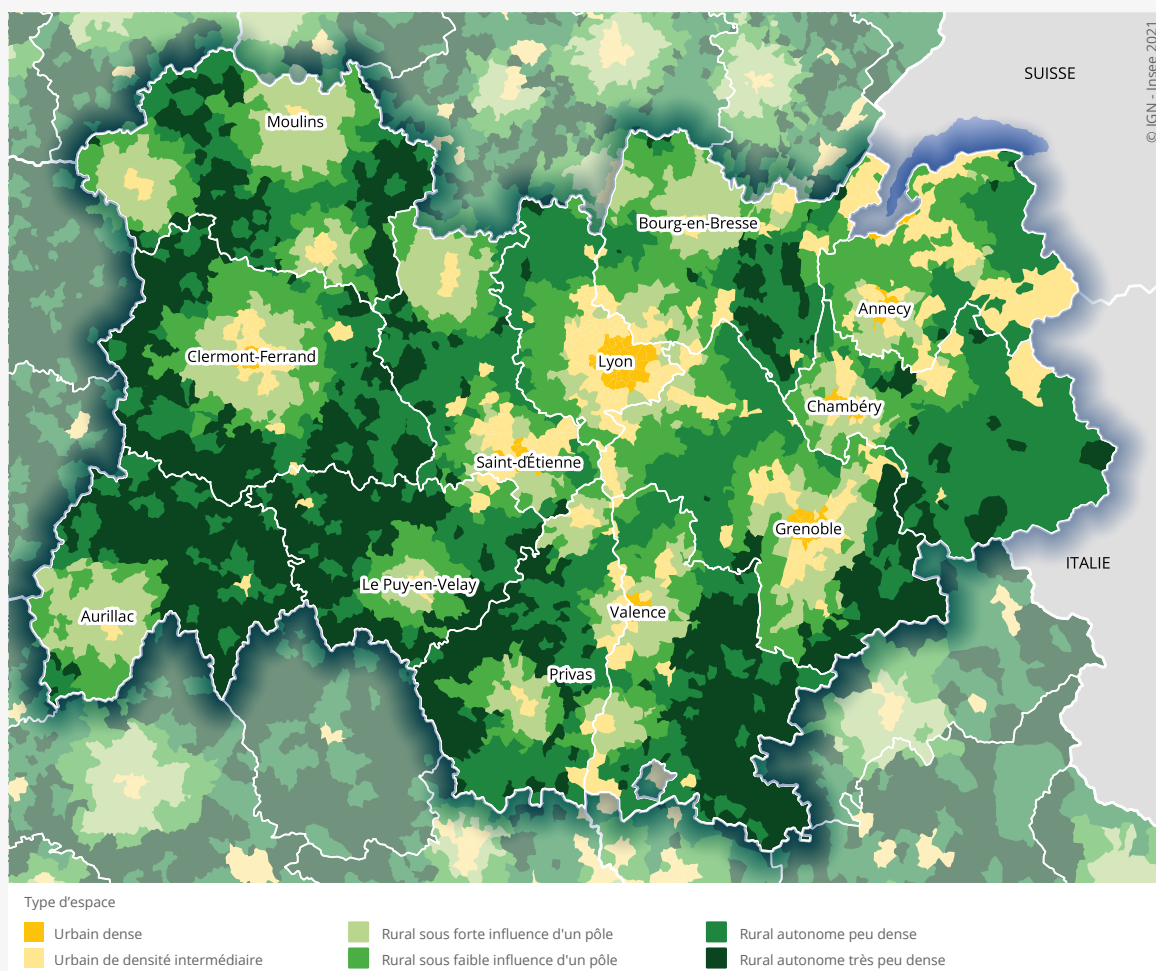 © IGN - Insee 2021
SUISSE
Moulins
Bourg-en-Bresse
Annecy
Clermont-Ferrand
Lyon
Chambéry
Saint-dÉtienne
Grenoble
ITALIE
Le Puy-en-Velay
Aurillac
Valence
Privas
Type d’espace
Urbain dense
Rural sous forte influence d'un pôle
Rural autonome peu dense
Urbain de densité intermédiaire
Rural sous faible influence d'un pôle
Rural autonome très peu dense